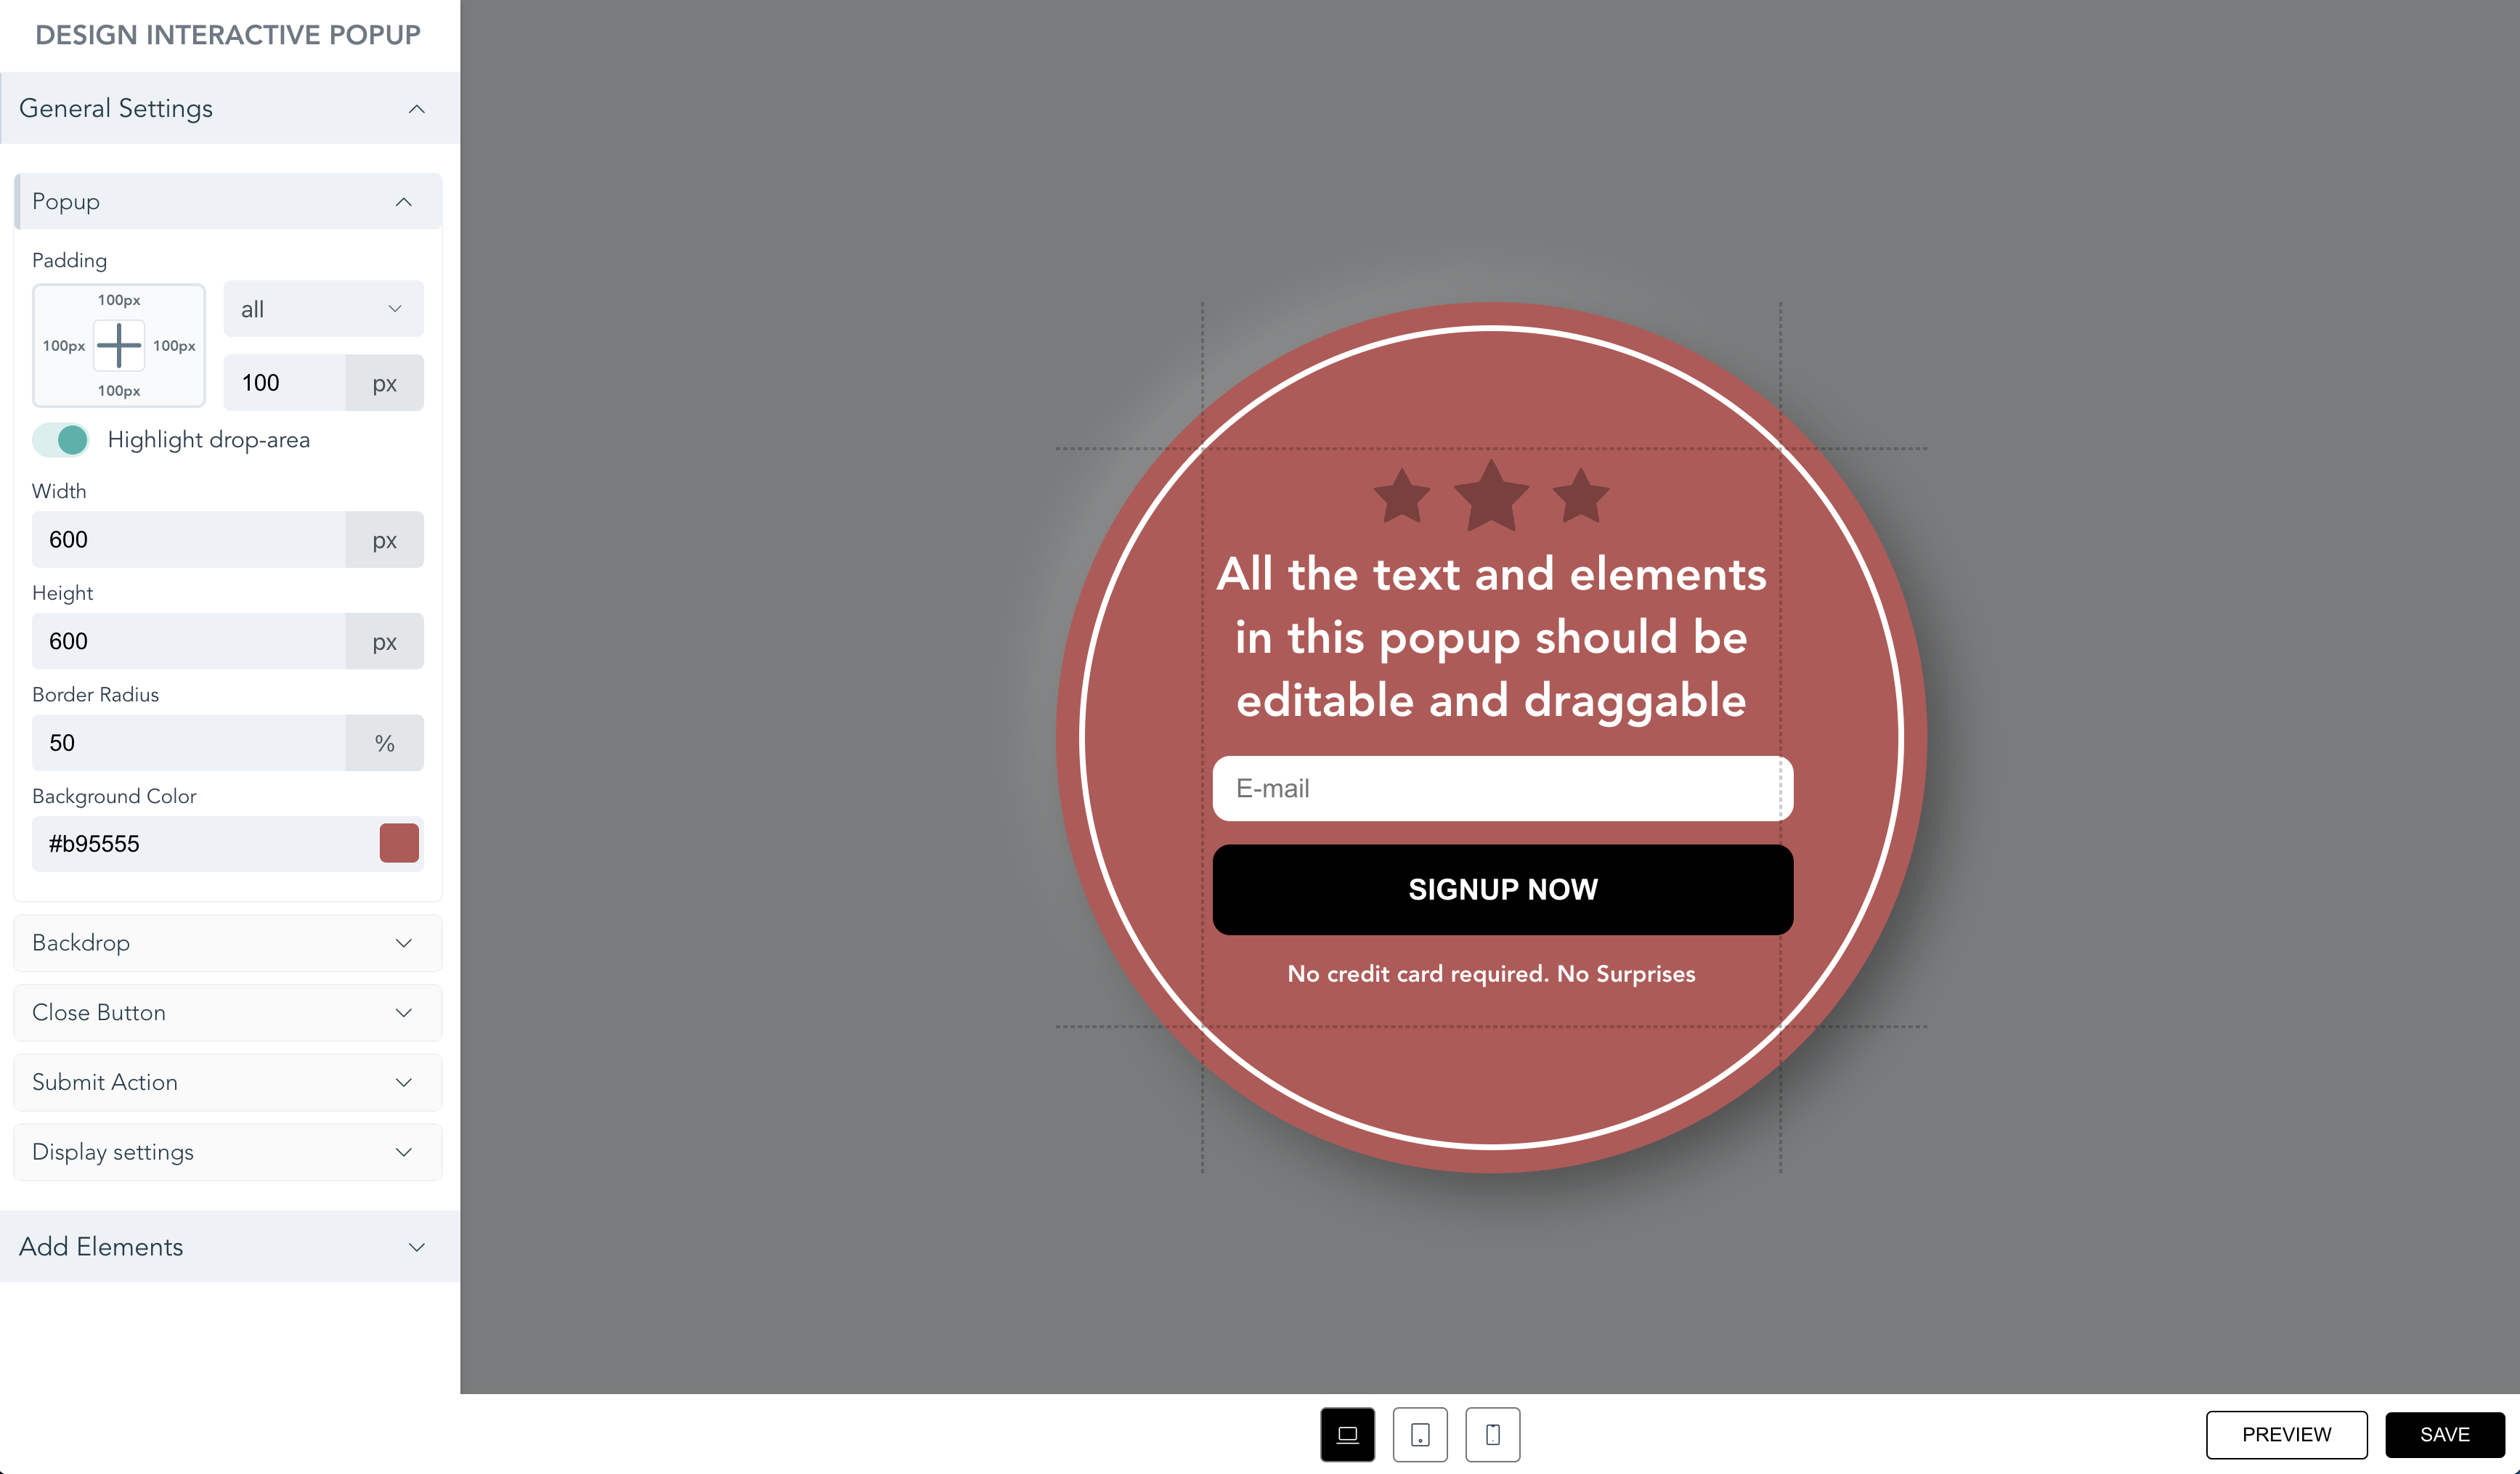 DESIGN INTERACTIVE POPUP
General Settings
Popup
Padding
100px
100px
100px
100px
all
100
px
Highlight drop-area
Width
600
px
Height
600
px
Border Radius
50
%
Background Color
#b95555
Backdrop
Close Button
Submit Action
Display settings
Add Elements
All the text and elements
in this popup should be
editable and draggable
E-mail
SIGNUP NOW
No credit card required. No Surprises
PREVIEW
SAVE